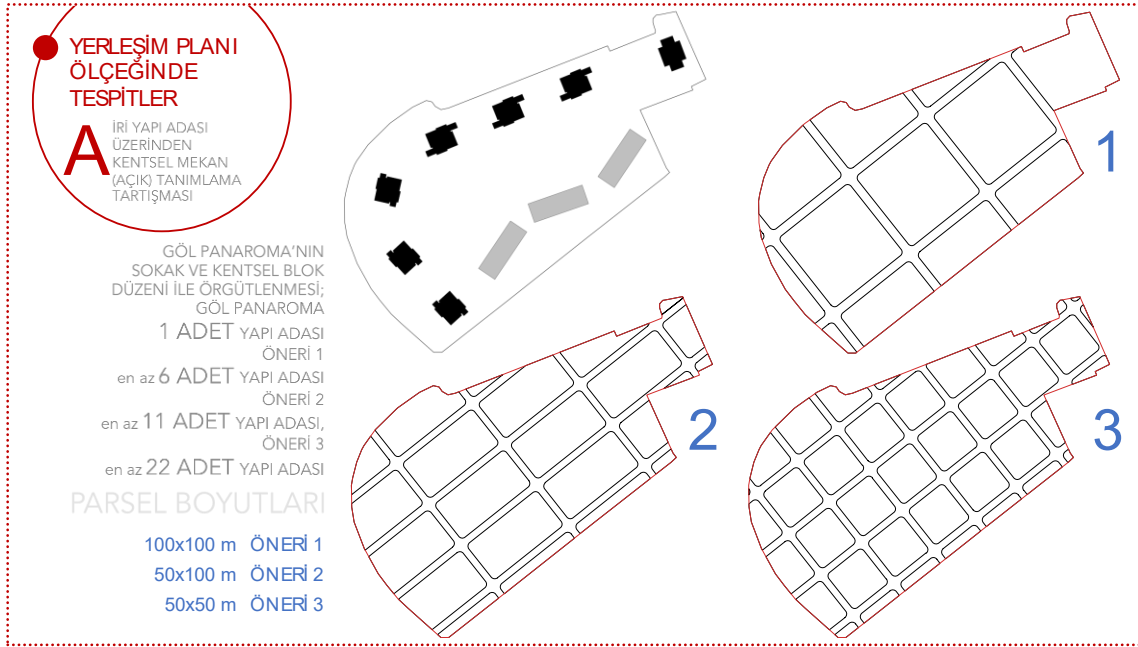 YERLEŞİM PLANI
ÖLÇEĞİNDE
TESPİTLER
A
İRİ YAPI ADASI
ÜZERİNDEN
KENTSEL MEKAN
(AÇIK) TANIMLAMA
TARTIŞMASI
GÖL PANAROMA'NIN
SOKAK VE KENTSEL BLOK
DÜZENİ İLE ÖRGÜTLENMESİ;
GÖL PANAROMA
1 ADET YAPI ADASI
ÖNERİ 1
en az 6 ADET YAPI ADASI
ÖNERİ 2
en az 11 ADET YAPI ADASI,
ÖNERİ 3
en az 22 ADET YAPI ADASI
PARSEL BOYUTLARI
100x100 m ÖNERİ 1
50x100 m ÖNERİ 2
50x50 m ÖNERİ 3
1
2
3